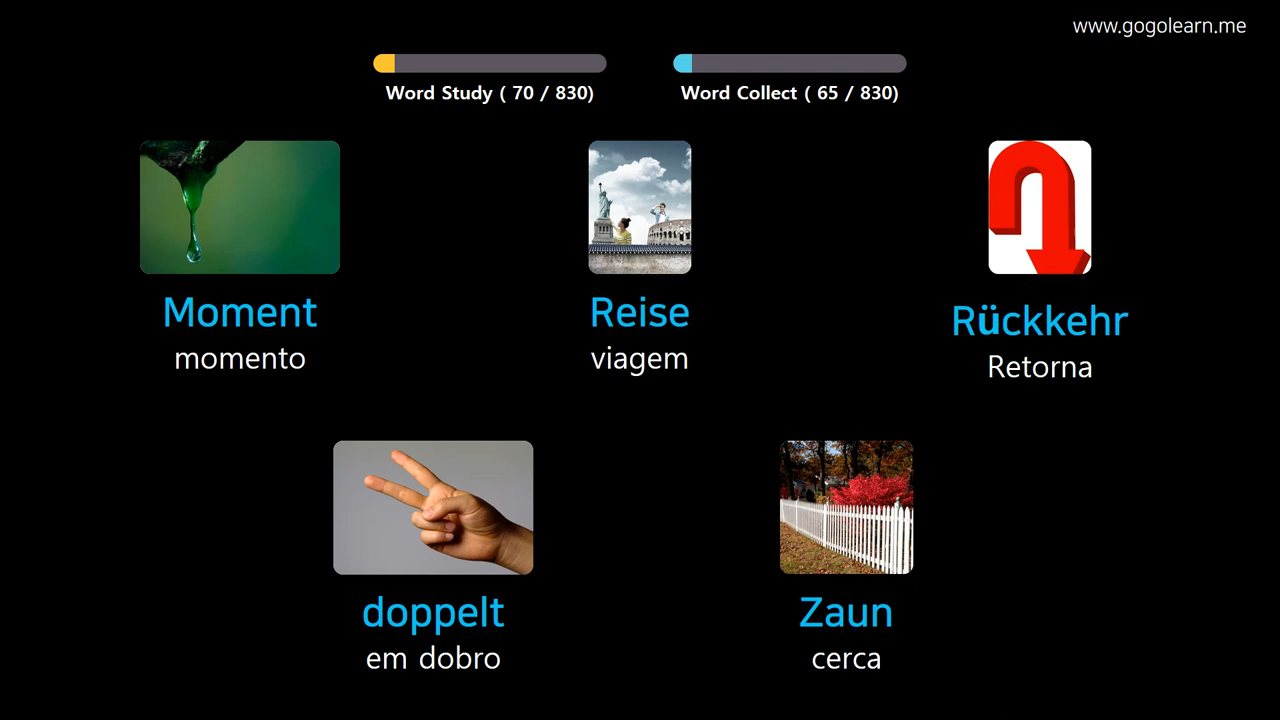 www.gogolearn.me
Word Study ( 70 / 830)
Word Collect ( 65 / 830)
Moment
momento
Reise
viagem
Rückkehr
Retorna
doppelt
em dobro
Zaun
cerca